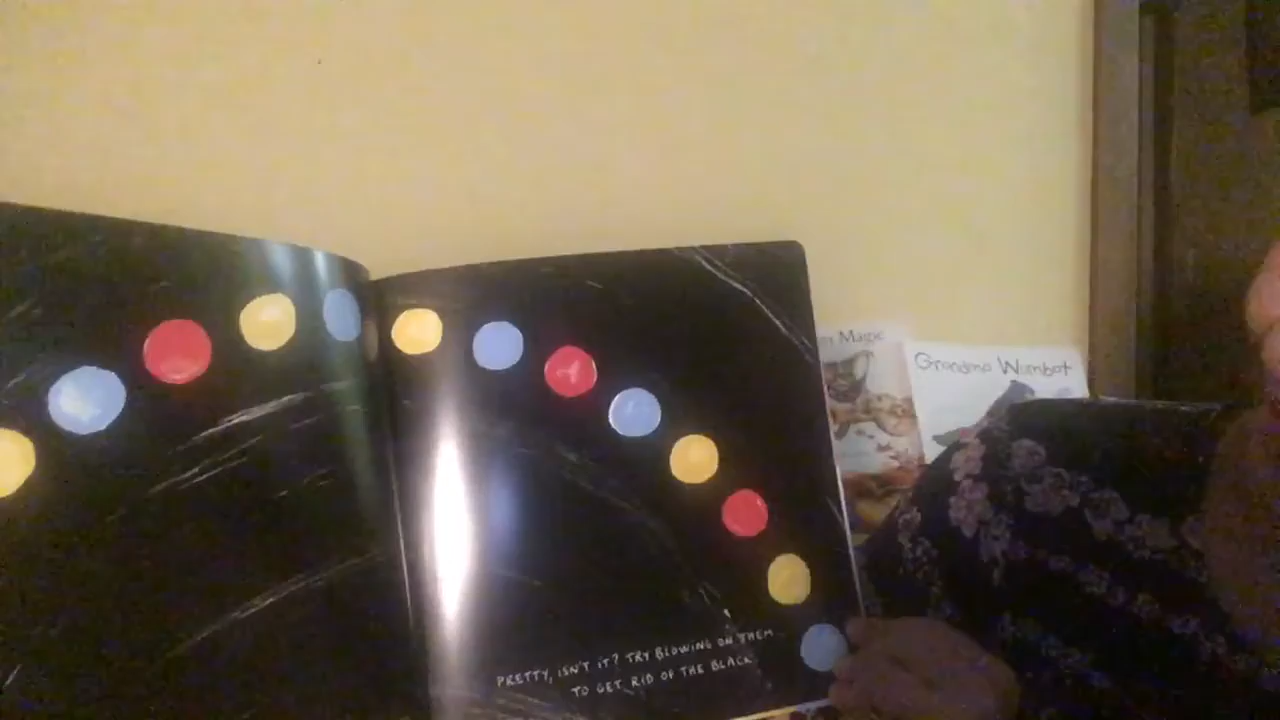 Magic
Grandma Wombat
PRETTY, ISN'T IT? TRY BLOWING ON THEM
TO GET RID OF THE BLACK